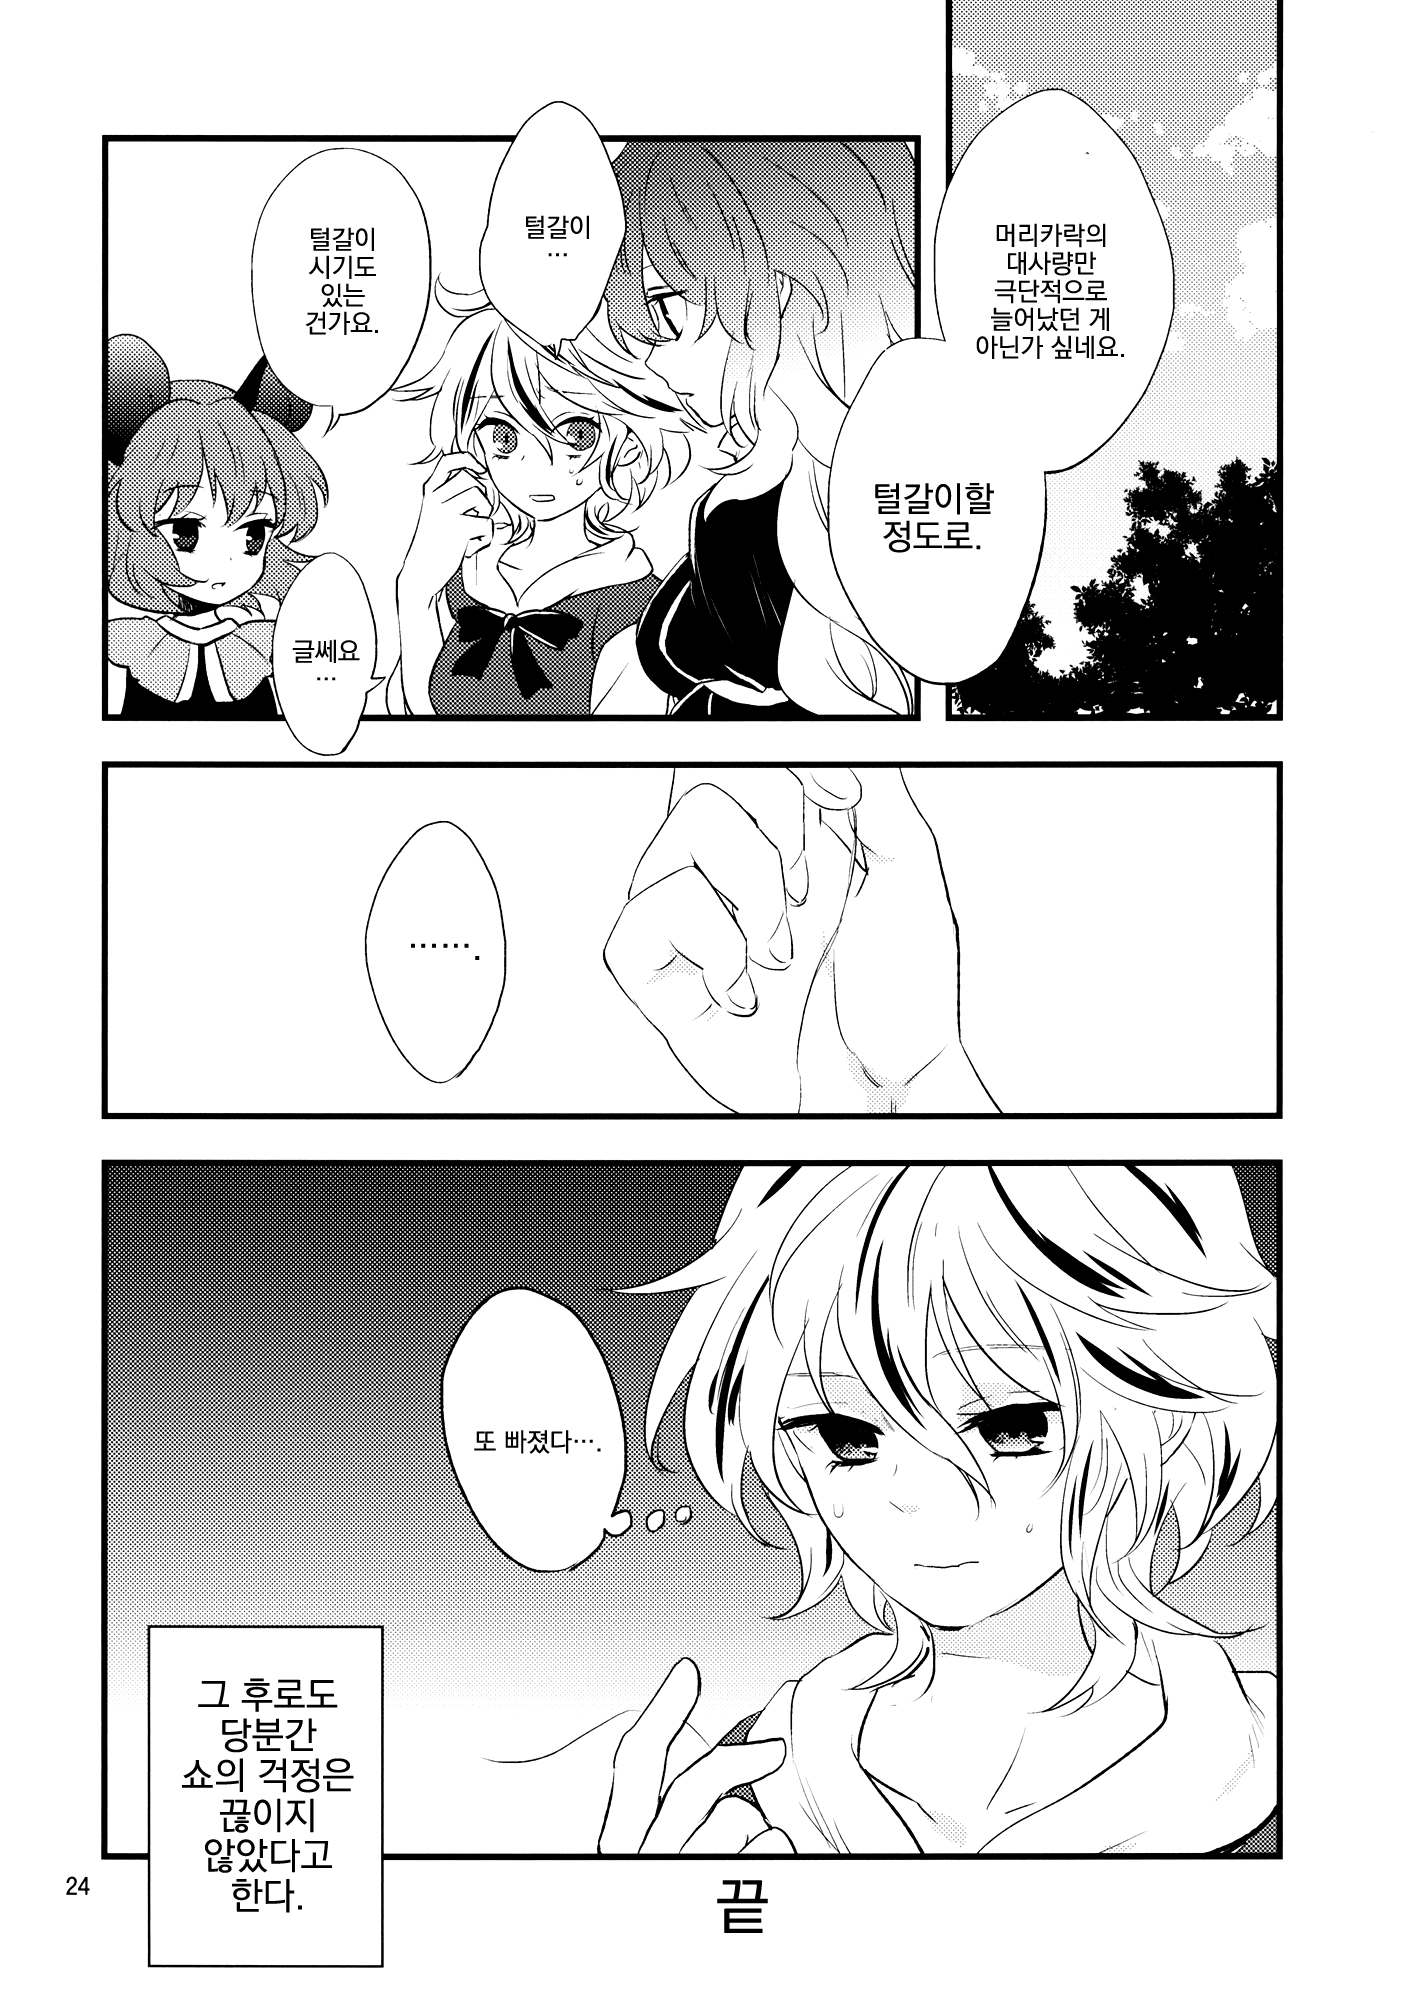 머리카락의
대사량만
극단적으로
늘어났던 게
아닌가 싶네요.
털갈이할
정도로.
털갈이
…
털갈이
시기도
있는
건가요.
글쎄요
…
…….
또 빠졌다….
그 후로도
당분간
쇼의 걱정은
끊이지
않았다고
한다.
끝
24